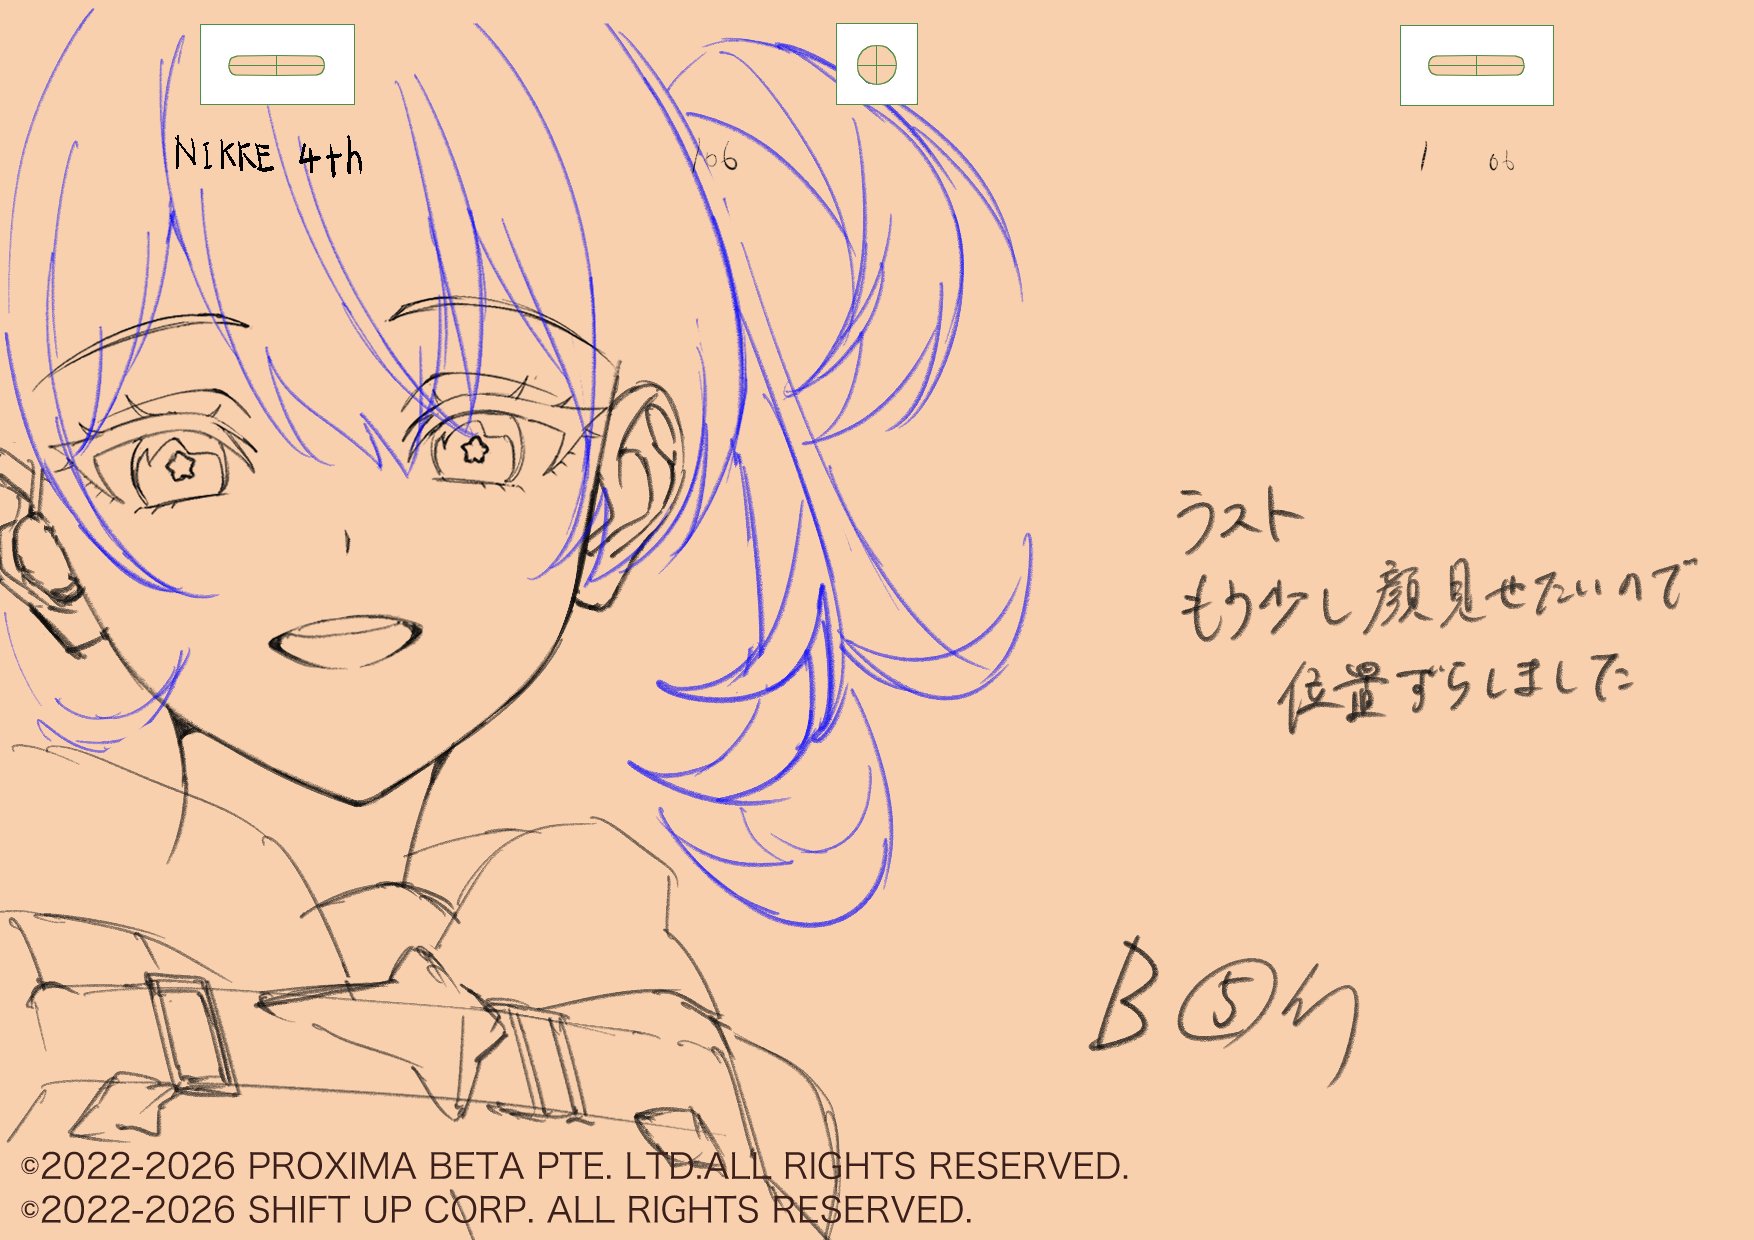 NIKKE 4th
106
1 06
ラスト
もう少し顔見せたいので
位置ずらしました
B⑤
©2022-2026 PROXIMA BETA PTE. LTD.ALL RIGHTS RESERVED.
©2022-2026 SHIFT UP CORP. ALL RIGHTS RESERVED.